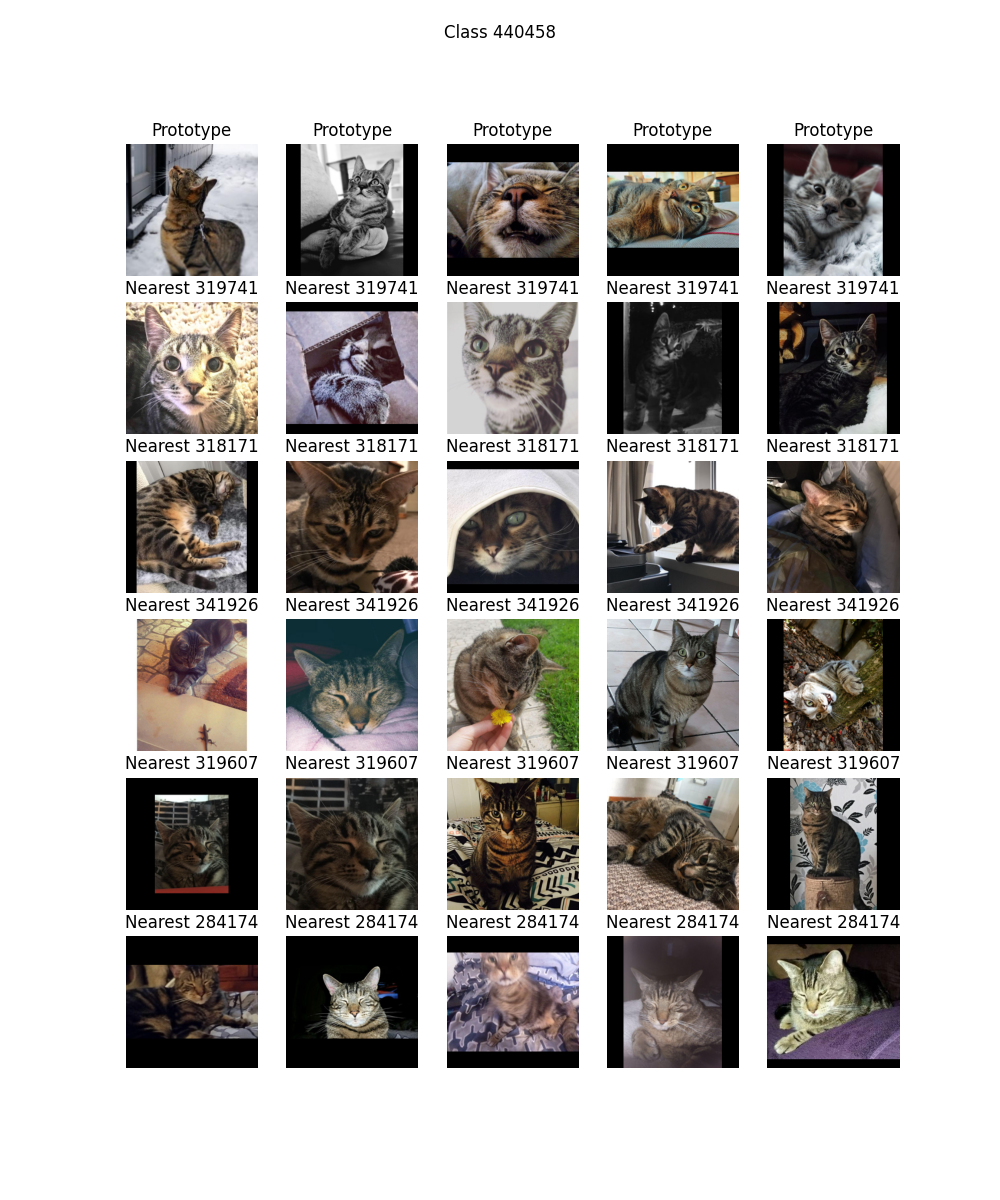 Class 440458
Prototype Prototype Prototype Prototype Prototype
Nearest 319741 Nearest 319741 Nearest 319741 Nearest 319741 Nearest 319741
Nearest 318171 Nearest 318171 Nearest 318171 Nearest 318171 Nearest 318171
Nearest 341926 Nearest 341926 Nearest 341926 Nearest 341926 Nearest 341926
Nearest 319607 Nearest 319607 Nearest 319607 Nearest 319607 Nearest 319607
Nearest 284174 Nearest 284174 Nearest 284174 Nearest 284174 Nearest 284174